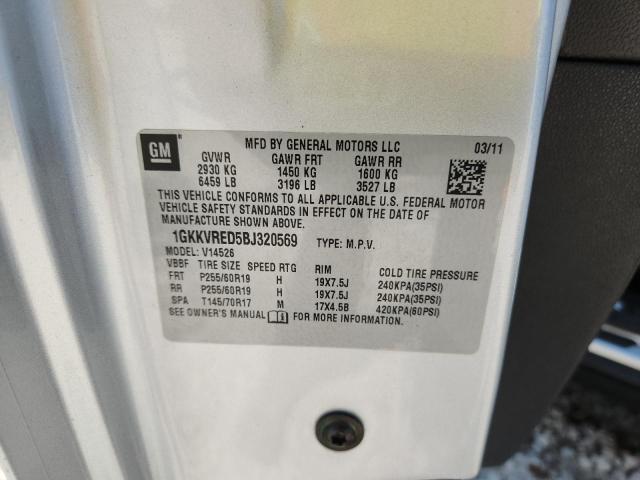 GM
MFD BY GENERAL MOTORS LLC 03/11
GVWR GAWR FRT GAWR RR
2930 KG 1450 KG 1600 KG
6459 LB 3196 LB 3527 LB
THIS VEHICLE CONFORMS TO ALL APPLICABLE U.S. FEDERAL MOTOR
VEHICLE SAFETY STANDARDS IN EFFECT ON THE DATE OF
MANUFACTURE SHOWN ABOVE.
1GKKVRED5BJ320569 TYPE: M.P.V.
MODEL: V14526
VBBF TIRE SIZE SPEED RTG RIM COLD TIRE PRESSURE
FRT P255/60R19 H 19X7.5J 240KPA(35PSI)
RR P255/60R19 H 19X7.5J 240KPA(35PSI)
SPA T145/70R17 M 17X4.5B 420KPA(60PSI)
SEE OWNER'S MANUAL FOR MORE INFORMATION.